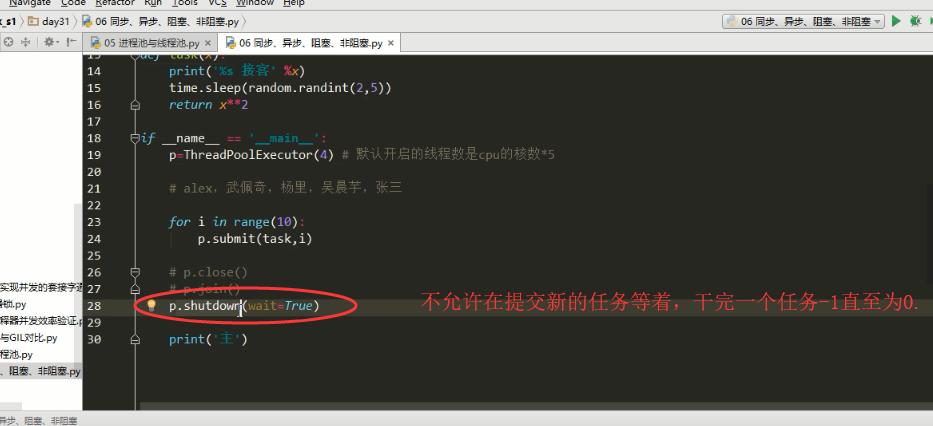 Navigate Code Refactor Run Tools VCS Window Help
_s1 day31 06 同步、异步、阻塞、非阻塞.py
06 同步、异步、阻塞、非阻塞
05 进程池与线程池.py × 06 同步、异步、阻塞、非阻塞.py ×
13 def task(x):
14 print('%s 接客' %x)
15 time.sleep(random.randint(2,5))
16 return x**2
17
18 if __name__ == '__main__':
19 p=ThreadPoolExecutor(4) # 默认开启的线程数是cpu的核数*5
20
21 # alex，武佩奇，杨里，吴晨芋，张三
22
23 for i in range(10):
24 p.submit(task,i)
25
26 # p.close()
27 # p.join()
28 p.shutdown(wait=True)
不允许在提交新的任务等着，干完一个任务-1直至为0.
29
30 print('主')
实现并发的套接字通
锁.py
程器并发效率验证.p
与GIL对比.py
程池.py
、阻塞、非阻塞.py
异步、阻塞、非阻塞